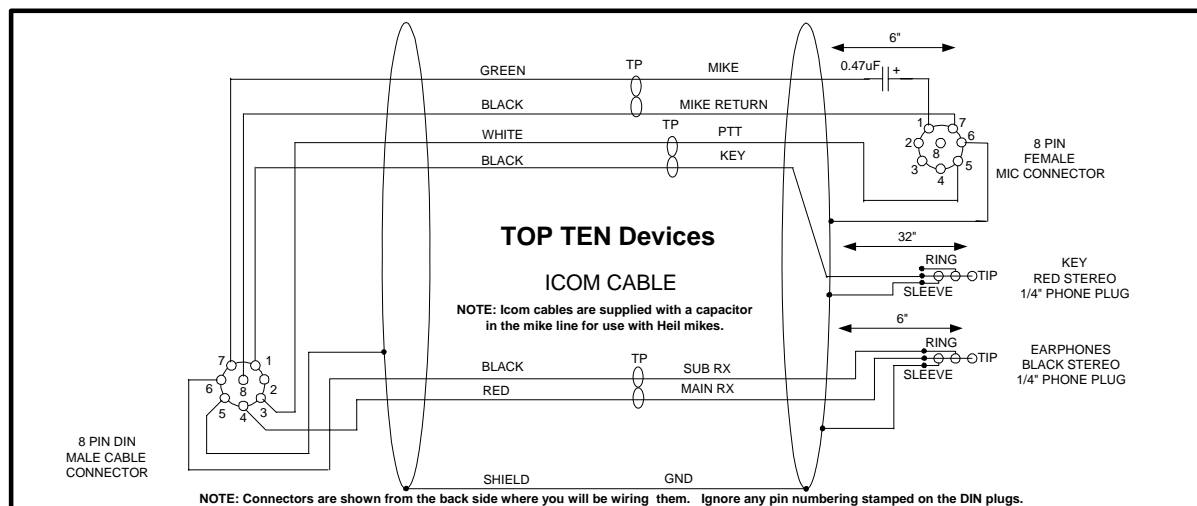 6"
0.47uF
+
GREEN
TP
MIKE
BLACK
MIKE RETURN
WHITE
TP
PTT
BLACK
KEY
1
7
2
6
8
3
5
4
8 PIN
FEMALE
MIC CONNECTOR
TOP TEN Devices
ICOM CABLE
NOTE: Icom cables are supplied with a capacitor
in the mike line for use with Heil mikes.
32"
RING
TIP
SLEEVE
KEY
RED STEREO
1/4" PHONE PLUG
6"
RING
TIP
SLEEVE
EARPHONES
BLACK STEREO
1/4" PHONE PLUG
BLACK
TP
SUB RX
RED
MAIN RX
7
1
6
8
2
5
4
3
8 PIN DIN
MALE CABLE
CONNECTOR
SHIELD
GND
NOTE: Connectors are shown from the back side where you will be wiring them. Ignore any pin numbering stamped on the DIN plugs.